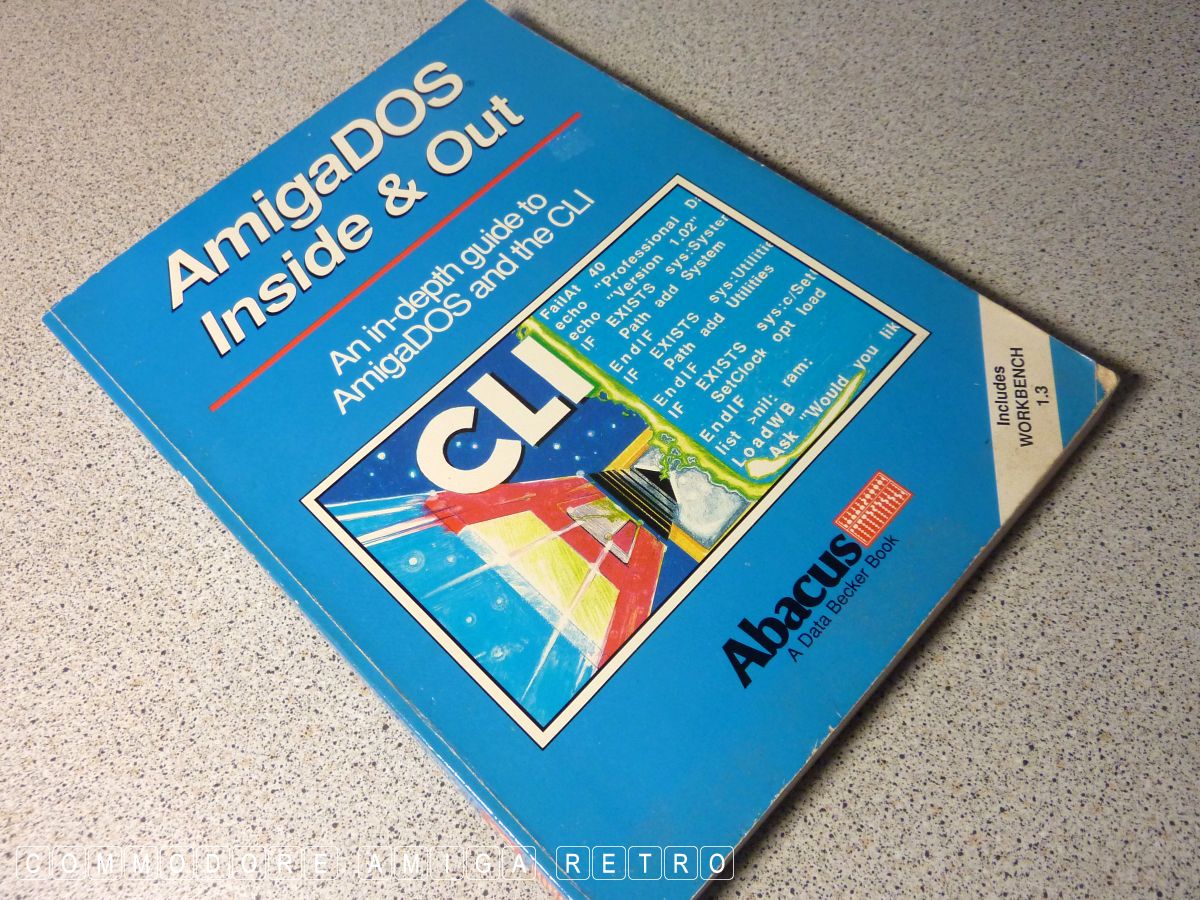 AmigaDOS
Inside & Out
An in-depth guide to
AmigaDOS and the CLI
CLI
FailAt 40
echo "Professional D
echo "Version 1.02"
IF EXISTS sys:System
Path add System
EndIF
IF EXISTS sys:Utilitie
Path add Utilities
EndIF
IF EXISTS sys:c/Set
SetClock opt load
EndIF
list >nil: ram:
LoadWB
Ask "Would you lik
Includes
WORKBENCH
1.3
Abacus
A Data Becker Book
COMMODORE AMIGA RETRO